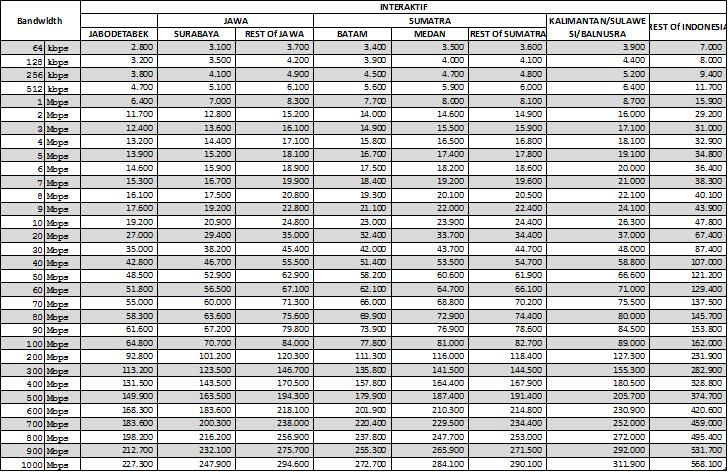 INTERAKTIF
Bandwidth JAWA SUMATRA KALIMANTAN/SULAWE SI/BALNUSRA REST Of INDONESIA
JABODETABEK SURABAYA REST Of JAWA BATAM MEDAN REST Of SUMATRA
64 kbps 2.800 3.100 3.700 3.400 3.500 3.600 3.900 7.000
128 kbps 3.200 3.500 4.200 3.900 4.000 4.100 4.400 8.000
256 kbps 3.800 4.100 4.900 4.500 4.700 4.800 5.200 9.400
512 kbps 4.700 5.100 6.100 5.600 5.900 6.000 6.400 11.700
1 Mbps 6.400 7.000 8.300 7.700 8.000 8.100 8.700 15.900
2 Mbps 11.700 12.800 15.200 14.000 14.600 14.900 16.000 29.200
3 Mbps 12.400 13.600 16.100 14.900 15.500 15.900 17.100 31.000
4 Mbps 13.200 14.400 17.100 15.800 16.500 16.800 18.100 32.900
5 Mbps 13.900 15.200 18.100 16.700 17.400 17.800 19.100 34.800
6 Mbps 14.600 15.900 18.900 17.500 18.200 18.600 20.000 36.400
7 Mbps 15.300 16.700 19.900 18.400 19.200 19.600 21.000 38.300
8 Mbps 16.100 17.500 20.800 19.300 20.100 20.500 22.100 40.100
9 Mbps 17.600 19.200 22.800 21.100 22.000 22.400 24.100 43.900
10 Mbps 19.200 20.900 24.800 23.000 23.900 24.400 26.300 47.800
20 Mbps 27.000 29.400 35.000 32.400 33.700 34.400 37.000 67.400
30 Mbps 35.000 38.200 45.400 42.000 43.700 44.700 48.000 87.400
40 Mbps 42.800 46.700 55.500 51.400 53.500 54.700 58.800 107.000
50 Mbps 48.500 52.900 62.900 58.200 60.600 61.900 66.600 121.200
60 Mbps 51.800 56.500 67.100 62.100 64.700 66.100 71.000 129.400
70 Mbps 55.000 60.000 71.300 66.000 68.800 70.200 75.500 137.500
80 Mbps 58.300 63.600 75.600 69.900 72.900 74.400 80.000 145.700
90 Mbps 61.600 67.200 79.800 73.900 76.900 78.600 84.500 153.800
100 Mbps 64.800 70.700 84.000 77.800 81.000 82.700 89.000 162.000
200 Mbps 92.800 101.200 120.300 111.300 116.000 118.400 127.300 231.900
300 Mbps 113.200 123.500 146.700 135.800 141.500 144.500 155.300 282.900
400 Mbps 131.500 143.500 170.500 157.800 164.400 167.900 180.500 328.800
500 Mbps 149.900 163.500 194.300 179.900 187.400 191.400 205.700 374.700
600 Mbps 168.300 183.600 218.100 201.900 210.300 214.800 230.900 420.600
700 Mbps 183.600 200.300 238.000 220.400 229.500 234.400 252.000 459.000
800 Mbps 198.200 216.200 256.900 237.800 247.700 253.000 272.000 495.400
900 Mbps 212.700 232.100 275.700 255.300 265.900 271.500 292.000 531.700
1000 Mbps 227.300 247.900 294.600 272.700 284.100 290.100 311.900 568.100